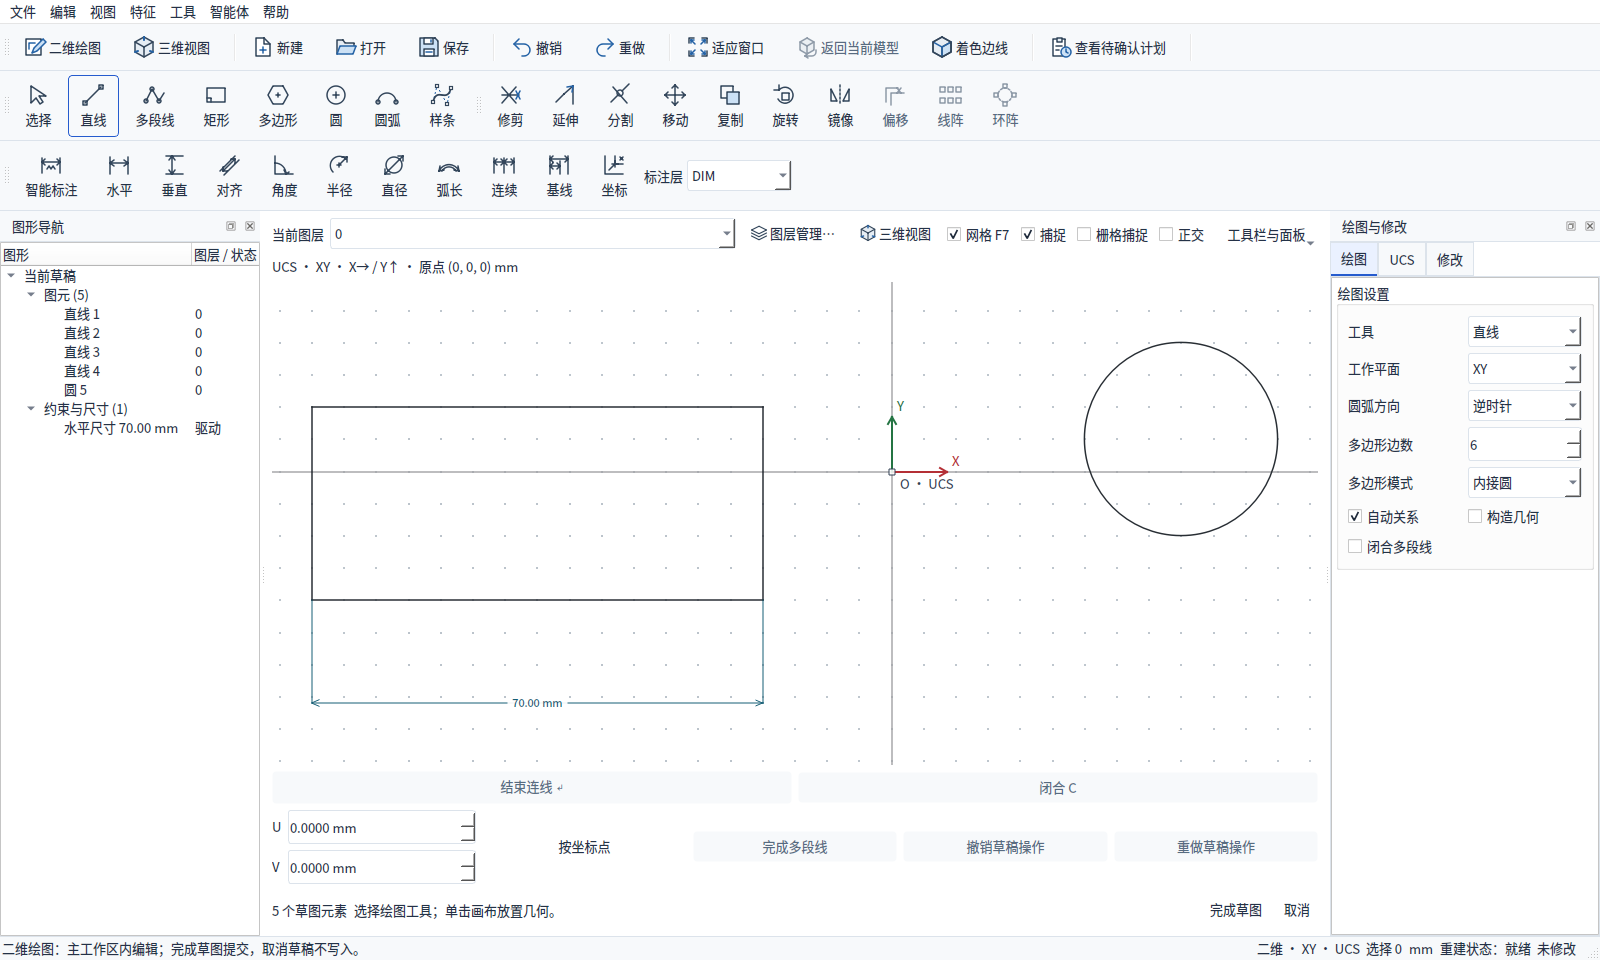 文件 编辑 视图 特征 工具 智能体 帮助
二维绘图 三维视图 新建 打开 保存 撤销 重做 适应窗口 返回当前模型 着色边线 查看待确认计划
选择 直线 多段线 矩形 多边形 圆 圆弧 样条 修剪 延伸 分割 移动 复制 旋转 镜像 偏移 线阵 环阵
智能标注 水平 垂直 对齐 角度 半径 直径 弧长 连续 基线 坐标 标注层 DIM
图形导航
图形 图层 / 状态
当前草稿
图元 (5)
直线 1 0
直线 2 0
直线 3 0
直线 4 0
圆 5 0
约束与尺寸 (1)
水平尺寸 70.00 mm 驱动
当前图层 0 图层管理… 三维视图 网格 F7 捕捉 栅格捕捉 正交 工具栏与面板
UCS · XY · X→ / Y↑ · 原点 (0, 0, 0) mm
Y
X
O · UCS
70.00 mm
结束连线 ↲ 闭合 C
U 0.0000 mm
V 0.0000 mm
按坐标点 完成多段线 撤销草稿操作 重做草稿操作
5 个草图元素 选择绘图工具；单击画布放置几何。
完成草图 取消
绘图与修改
绘图 UCS 修改
绘图设置
工具 直线
工作平面 XY
圆弧方向 逆时针
多边形边数 6
多边形模式 内接圆
自动关系 构造几何
闭合多段线
二维绘图：主工作区内编辑；完成草图提交，取消草稿不写入。
二维 · XY · UCS 选择 0 mm 重建状态：就绪 未修改